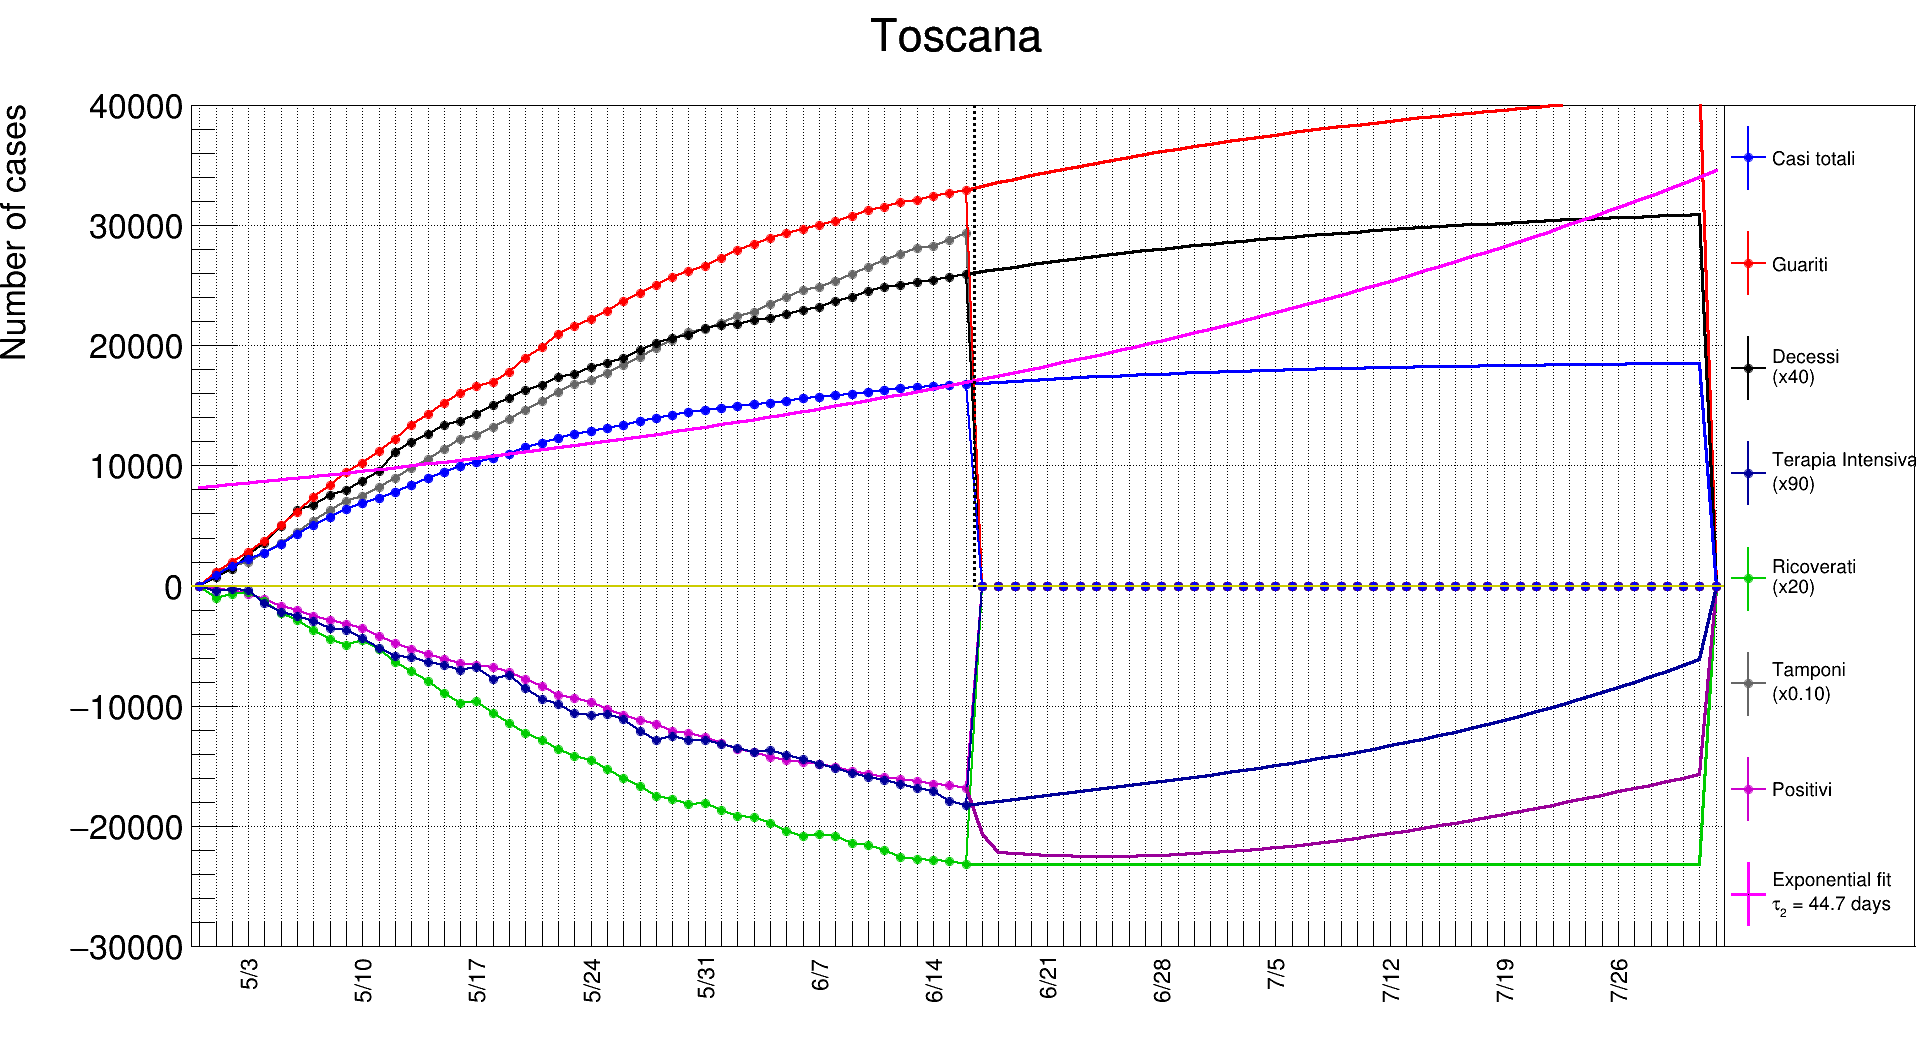 Toscana
Number of cases
40000
30000
20000
10000
0
−10000
−20000
−30000
5/3
5/10
5/17
5/24
5/31
6/7
6/14
6/21
6/28
7/5
7/12
7/19
7/26
Casi totali
Guariti
Decessi
(x40)
Terapia Intensiva
(x90)
Ricoverati
(x20)
Tamponi
(x0.10)
Positivi
Exponential fit
τ2 = 44.7 days